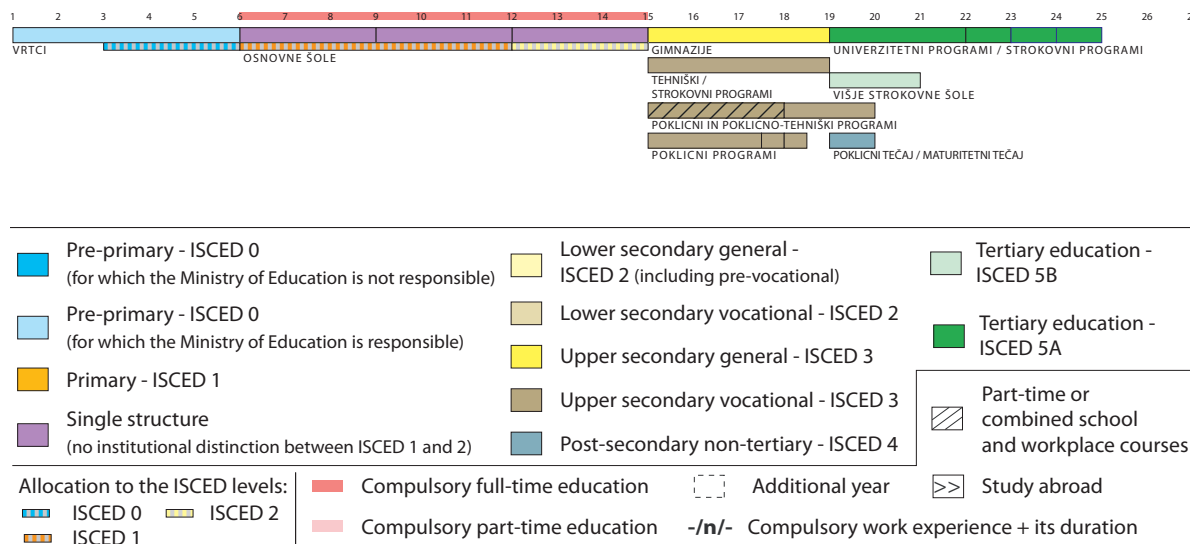 1 2 3 4 5 6 7 8 9 10 11 12 13 14 15 16 17 18 19 20 21 22 23 24 25 26
VRTCI
OSNOVNE ŠOLE
GIMNAZIJE
UNIVERZITETNI PROGRAMI / STROKOVNI PROGRAMI
TEHNIŠKI /
STROKOVNI PROGRAMI
VIŠJE STROKOVNE ŠOLE
POKLICNI IN POKLICNO-TEHNIŠKI PROGRAMI
POKLICNI PROGRAMI
POKLICNI TEČAJ / MATURITETNI TEČAJ
Pre-primary - ISCED 0
(for which the Ministry of Education is not responsible)
Pre-primary - ISCED 0
(for which the Ministry of Education is responsible)
Primary - ISCED 1
Single structure
(no institutional distinction between ISCED 1 and 2)
Lower secondary general -
ISCED 2 (including pre-vocational)
Lower secondary vocational - ISCED 2
Upper secondary general - ISCED 3
Upper secondary vocational - ISCED 3
Post-secondary non-tertiary - ISCED 4
Tertiary education -
ISCED 5B
Tertiary education -
ISCED 5A
Part-time or
combined school
and workplace courses
Allocation to the ISCED levels:
ISCED 0
ISCED 2
ISCED 1
Compulsory full-time education
Additional year
>> Study abroad
Compulsory part-time education
-/n/- Compulsory work experience + its duration